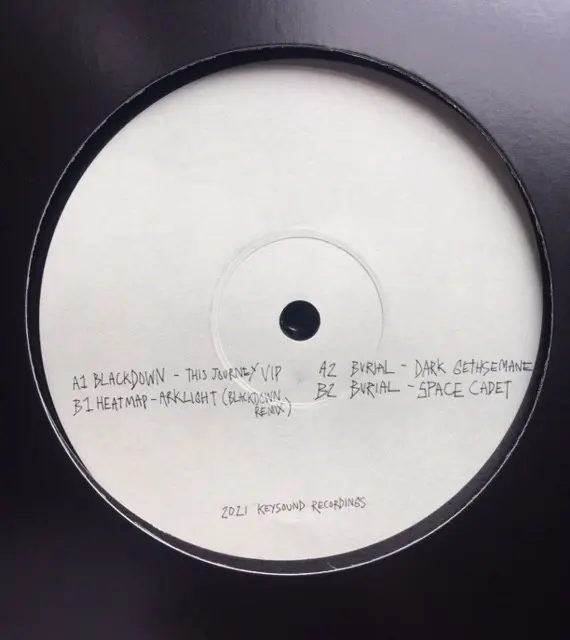 A1 BLACKDOWN - THIS JOURNEY VIP
B1 HEATMAP - ARKLIGHT (BLACKDOWN
REMIX)
A2 BURIAL - DARK GETHSEMANE
B2 BURIAL - SPACE CADET
2021 KEYSOUND RECORDINGS